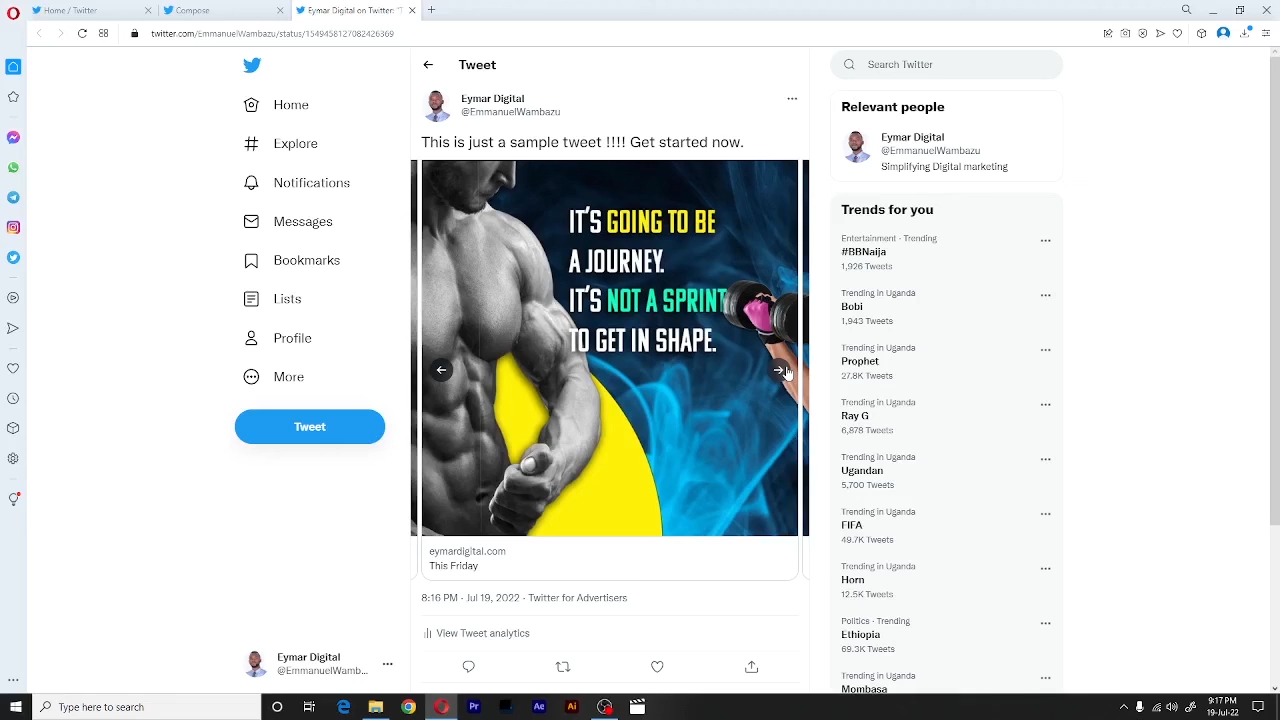 Home / Twitter
Compose
Eymar Digital on Twitter: "T
twitter.com/EmmanuelWambazu/status/1549458127082426369
Home
Explore
Notifications
Messages
Bookmarks
Lists
Profile
More
Tweet
Eymar Digital
@EmmanuelWambaz...
Tweet
Eymar Digital
@EmmanuelWambazu
This is just a sample tweet !!!! Get started now.
IT'S GOING TO BE
A JOURNEY.
IT'S NOT A SPRINT
TO GET IN SHAPE.
eymardigital.com
This Friday
8:16 PM · Jul 19, 2022 · Twitter for Advertisers
View Tweet analytics
Search Twitter
Relevant people
Eymar Digital
@EmmanuelWambazu
Simplifying Digital marketing
Trends for you
Entertainment · Trending
#BBNaija
1,926 Tweets
Trending in Uganda
Bobi
1,943 Tweets
Trending in Uganda
Prophet
27.8K Tweets
Trending in Uganda
Ray G
6,878 Tweets
Trending in Uganda
Ugandan
5,700 Tweets
Trending in Uganda
FIFA
49.7K Tweets
Trending in Uganda
Horn
12.5K Tweets
Politics · Trending
Ethiopia
69.3K Tweets
Trending in Uganda
Mombasa
Type here to search
Pr
Ae
Ai
9:17 PM
19-Jul-22